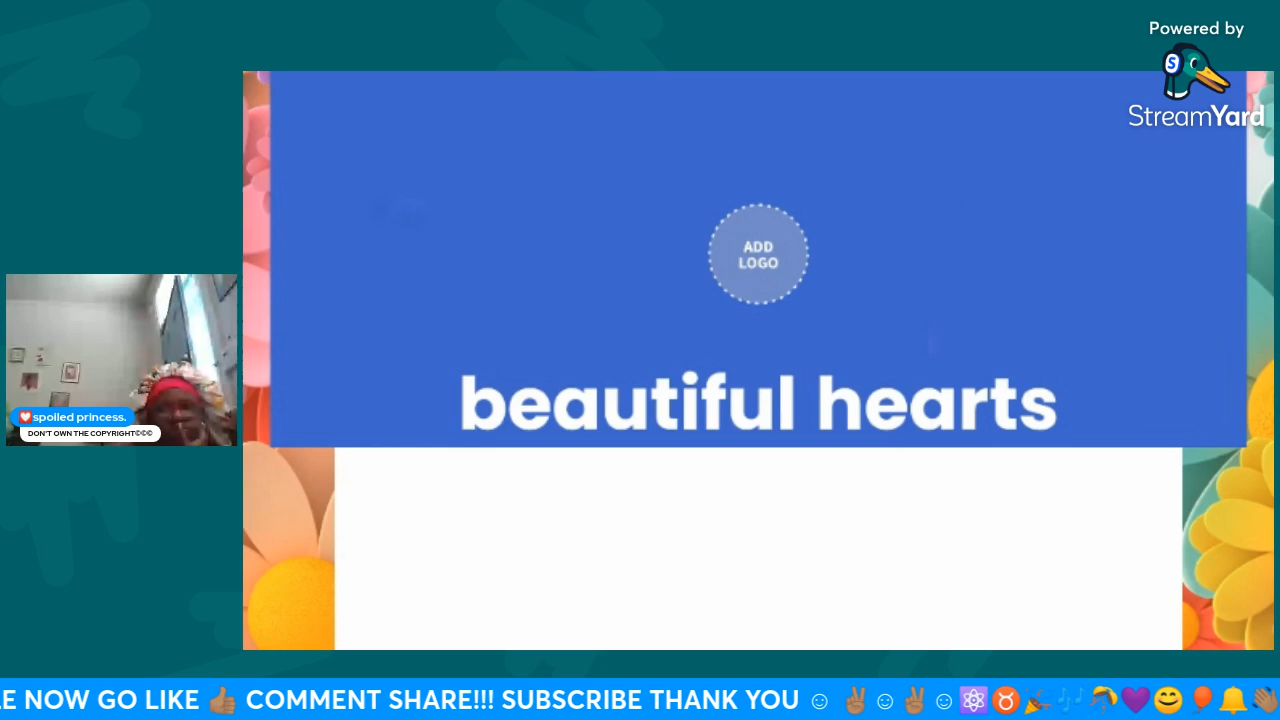 Powered by
StreamYard
S
ADD
LOGO
beautiful hearts
spoiled princess.
DON'T OWN THE COPYRIGHT©©©
E NOW GO LIKE 👍🏾 COMMENT SHARE!!! SUBSCRIBE THANK YOU ☺ ✌🏾☺✌🏾☺⚛♉🎉🎶🪂💜😊🎈🔔👋🏾